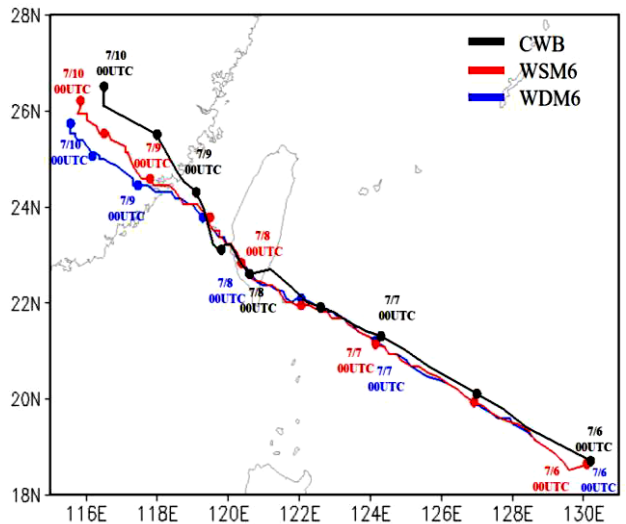 28N
26N
24N
22N
20N
18N
116E
118E
120E
122E
124E
126E
128E
130E
CWB
WSM6
WDM6
7/10
00UTC
7/10
00UTC
7/10
00UTC
7/9
00UTC
7/9
00UTC
7/9
00UTC
7/8
00UTC
7/8
00UTC
7/8
00UTC
7/7
00UTC
7/7
00UTC
7/7
00UTC
7/6
00UTC
7/6
00UTC
7/6
00UTC